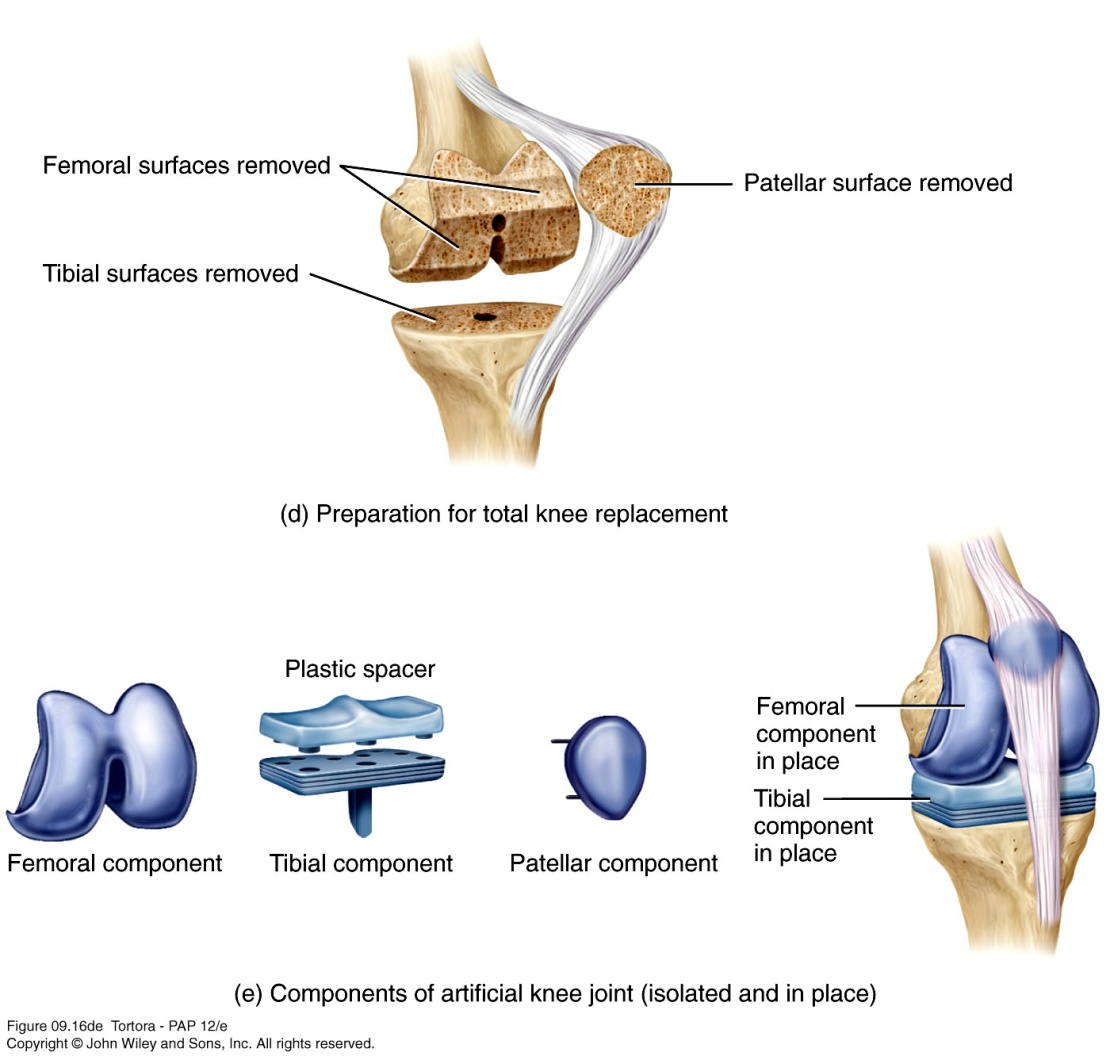 Femoral surfaces removed
Patellar surface removed
Tibial surfaces removed
(d) Preparation for total knee replacement
Plastic spacer
Femoral component
Tibial component
Patellar component
Femoral
component
in place
Tibial
component
in place
(e) Components of artificial knee joint (isolated and in place)
Figure 09.16de Tortora - PAP 12/e
Copyright © John Wiley and Sons, Inc. All rights reserved.